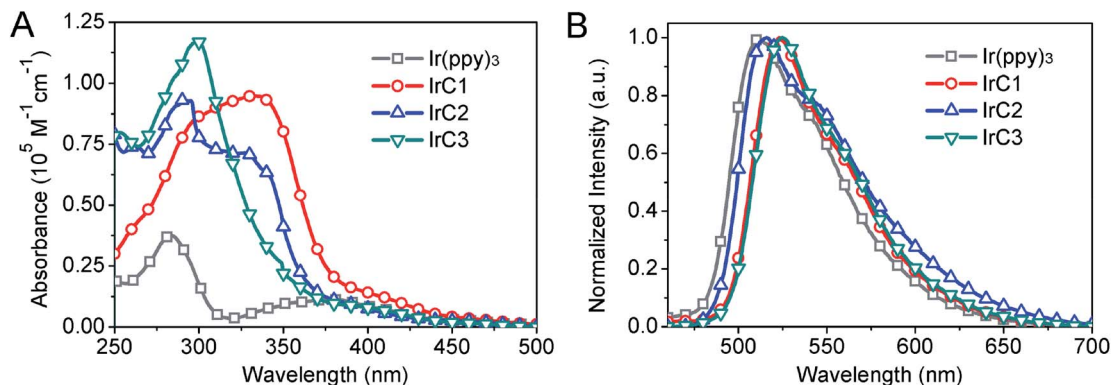 A
Absorbance (10⁵ M⁻¹cm⁻¹)
1.25
1.00
0.75
0.50
0.25
0.00
Ir(ppy)₃
IrC1
IrC2
IrC3
250 300 350 400 450 500
Wavelength (nm)
B
Normalized Intensity (a.u.)
1.0
0.8
0.6
0.4
0.2
0.0
Ir(ppy)₃
IrC1
IrC2
IrC3
500 550 600 650 700
Wavelength (nm)